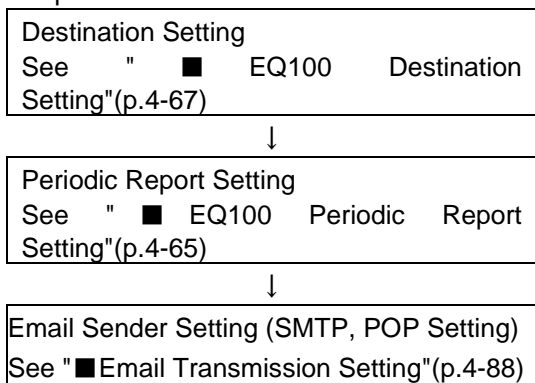 Destination Setting
See " ■ EQ100 Destination
Setting"(p.4-67)
↓
Periodic Report Setting
See " ■ EQ100 Periodic Report
Setting"(p.4-65)
↓
Email Sender Setting (SMTP, POP Setting)
See "■Email Transmission Setting"(p.4-88)